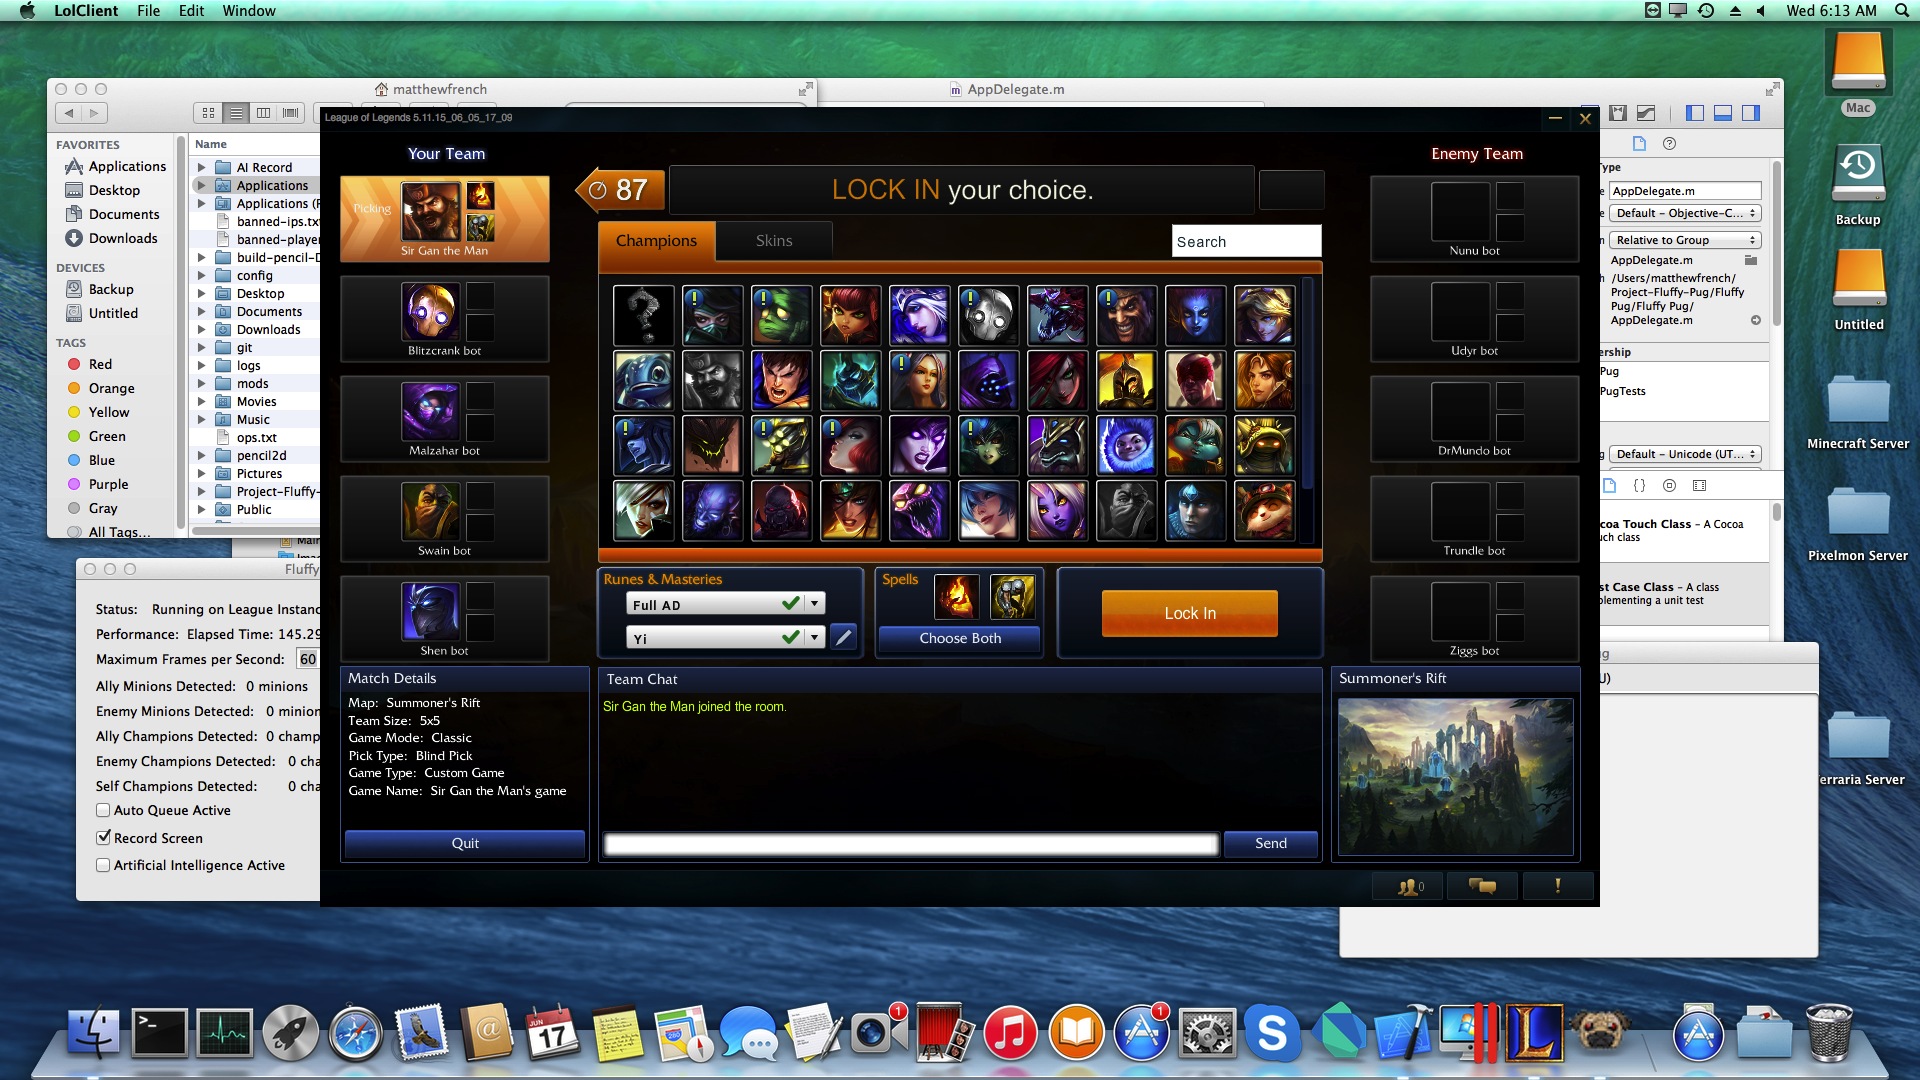 LolClient File Edit Window
Wed 6:13 AM
matthewfrench
AppDelegate.m
FAVORITES
Applications
Desktop
Documents
Downloads
DEVICES
Backup
Untitled
TAGS
Red
Orange
Yellow
Green
Blue
Purple
Gray
All Tags...
Name
AI Record
Applications
Applications (P
banned-ips.txt
banned-player
build-pencil-D
config
Desktop
Documents
Downloads
git
logs
mods
Movies
Music
ops.txt
pencil2d
Pictures
Project-Fluffy-
Public
Fluffy
Status: Running on League Instanc
Performance: Elapsed Time: 145.29
Maximum Frames per Second: 60
Ally Minions Detected: 0 minions
Enemy Minions Detected: 0 minion
Ally Champions Detected: 0 champ
Enemy Champions Detected: 0 cha
Self Champions Detected: 0 cha
Auto Queue Active
Record Screen
Artificial Intelligence Active
League of Legends 5.11.15_06_05_17_09
Your Team
Picking
Sir Gan the Man
Blitzcrank bot
Malzahar bot
Swain bot
Shen bot
87
LOCK IN your choice.
Champions
Skins
Search
Enemy Team
Nunu bot
Udyr bot
DrMundo bot
Trundle bot
Ziggs bot
Runes & Masteries
Full AD
Yi
Spells
Choose Both
Lock In
Match Details
Map: Summoner's Rift
Team Size: 5x5
Game Mode: Classic
Pick Type: Blind Pick
Game Type: Custom Game
Game Name: Sir Gan the Man's game
Quit
Team Chat
Sir Gan the Man joined the room.
Send
Summoner's Rift
0
Type
AppDelegate.m
Default - Objective-C...
Relative to Group
AppDelegate.m
/Users/matthewfrench/
Project-Fluffy-Pug/Fluffy
Pug/Fluffy Pug/
AppDelegate.m
ership
Pug
PugTests
Default - Unicode (UT...
coa Touch Class - A Cocoa
uch class
st Case Class - A class
plementing a unit test
Mac
Backup
Untitled
Minecraft Server
Pixelmon Server
erraria Server
JUN
17
1
1